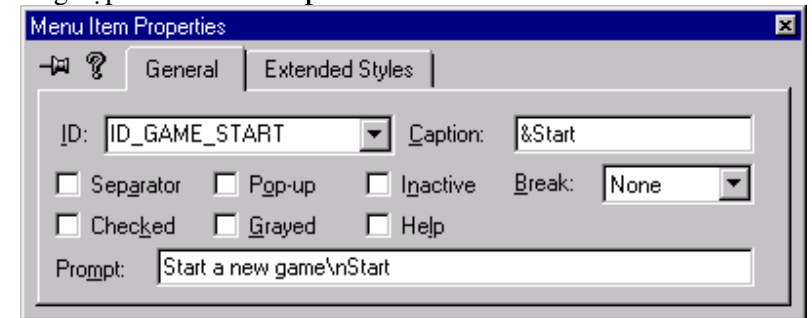 Menu Item Properties
General Extended Styles
ID: ID_GAME_START Caption: &Start
Separator Pop-up Inactive Break: None
Checked Grayed Help
Prompt: Start a new game\nStart